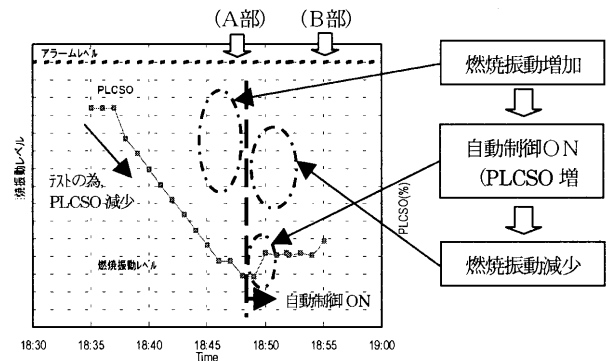 (A部)
(B部)
アラームレベル
PLCSO
燃焼振動レベル
テストの為、
PLCSO 減少
燃焼振動レベル
自動制御 ON
PLCSO(%)
18:30
18:35
18:40
18:45
18:50
18:55
19:00
Time
燃焼振動増加
自動制御ON
(PLCSO 増
燃焼振動減少